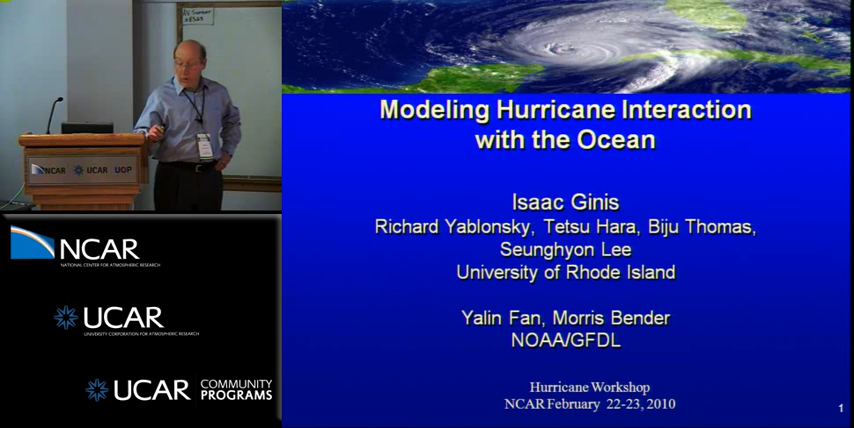 NCAR UCAR UOP
NCAR
NATIONAL CENTER FOR ATMOSPHERIC RESEARCH
UCAR
UNIVERSITY CORPORATION FOR ATMOSPHERIC RESEARCH
UCAR COMMUNITY
PROGRAMS
Modeling Hurricane Interaction
with the Ocean
Isaac Ginis
Richard Yablonsky, Tetsu Hara, Biju Thomas,
Seunghyon Lee
University of Rhode Island
Yalin Fan, Morris Bender
NOAA/GFDL
Hurricane Workshop
NCAR February 22-23, 2010
1